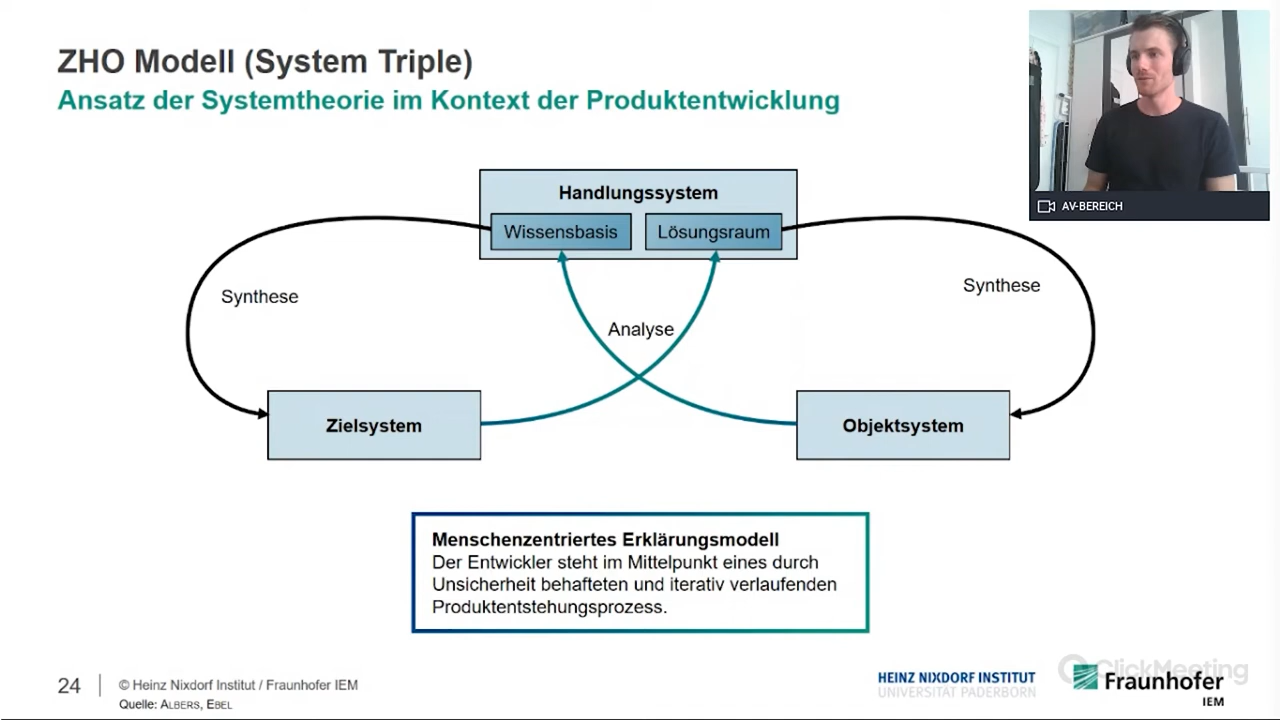 ZHO Modell (System Triple)
Ansatz der Systemtheorie im Kontext der Produktentwicklung
AV-BEREICH
Handlungssystem
Wissensbasis
Lösungsraum
Synthese
Synthese
Analyse
Zielsystem
Objektsystem
Menschenzentriertes Erklärungsmodell
Der Entwickler steht im Mittelpunkt eines durch
Unsicherheit behafteten und iterativ verlaufenden
Produktentstehungsprozess.
24
© Heinz Nixdorf Institut / Fraunhofer IEM
Quelle: ALBERS, EBEL
HEINZ NIXDORF INSTITUT
UNIVERSITÄT PADERBORN
ClickMeeting
Fraunhofer
IEM